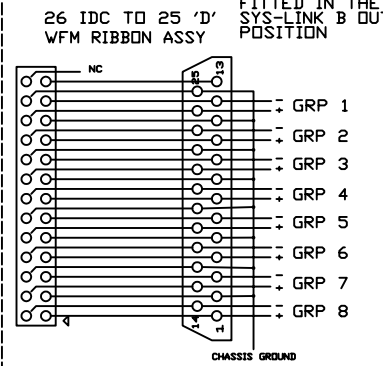 FITTED IN THE
26 IDC TO 25 'D' SYS-LINK B OU
WFM RIBBON ASSY POSITION
NC
25
13
- GRP 1
+
- GRP 2
+
- GRP 3
+
- GRP 4
+
- GRP 5
+
- GRP 6
+
- GRP 7
+
- GRP 8
+
14
1
CHASSIS GROUND